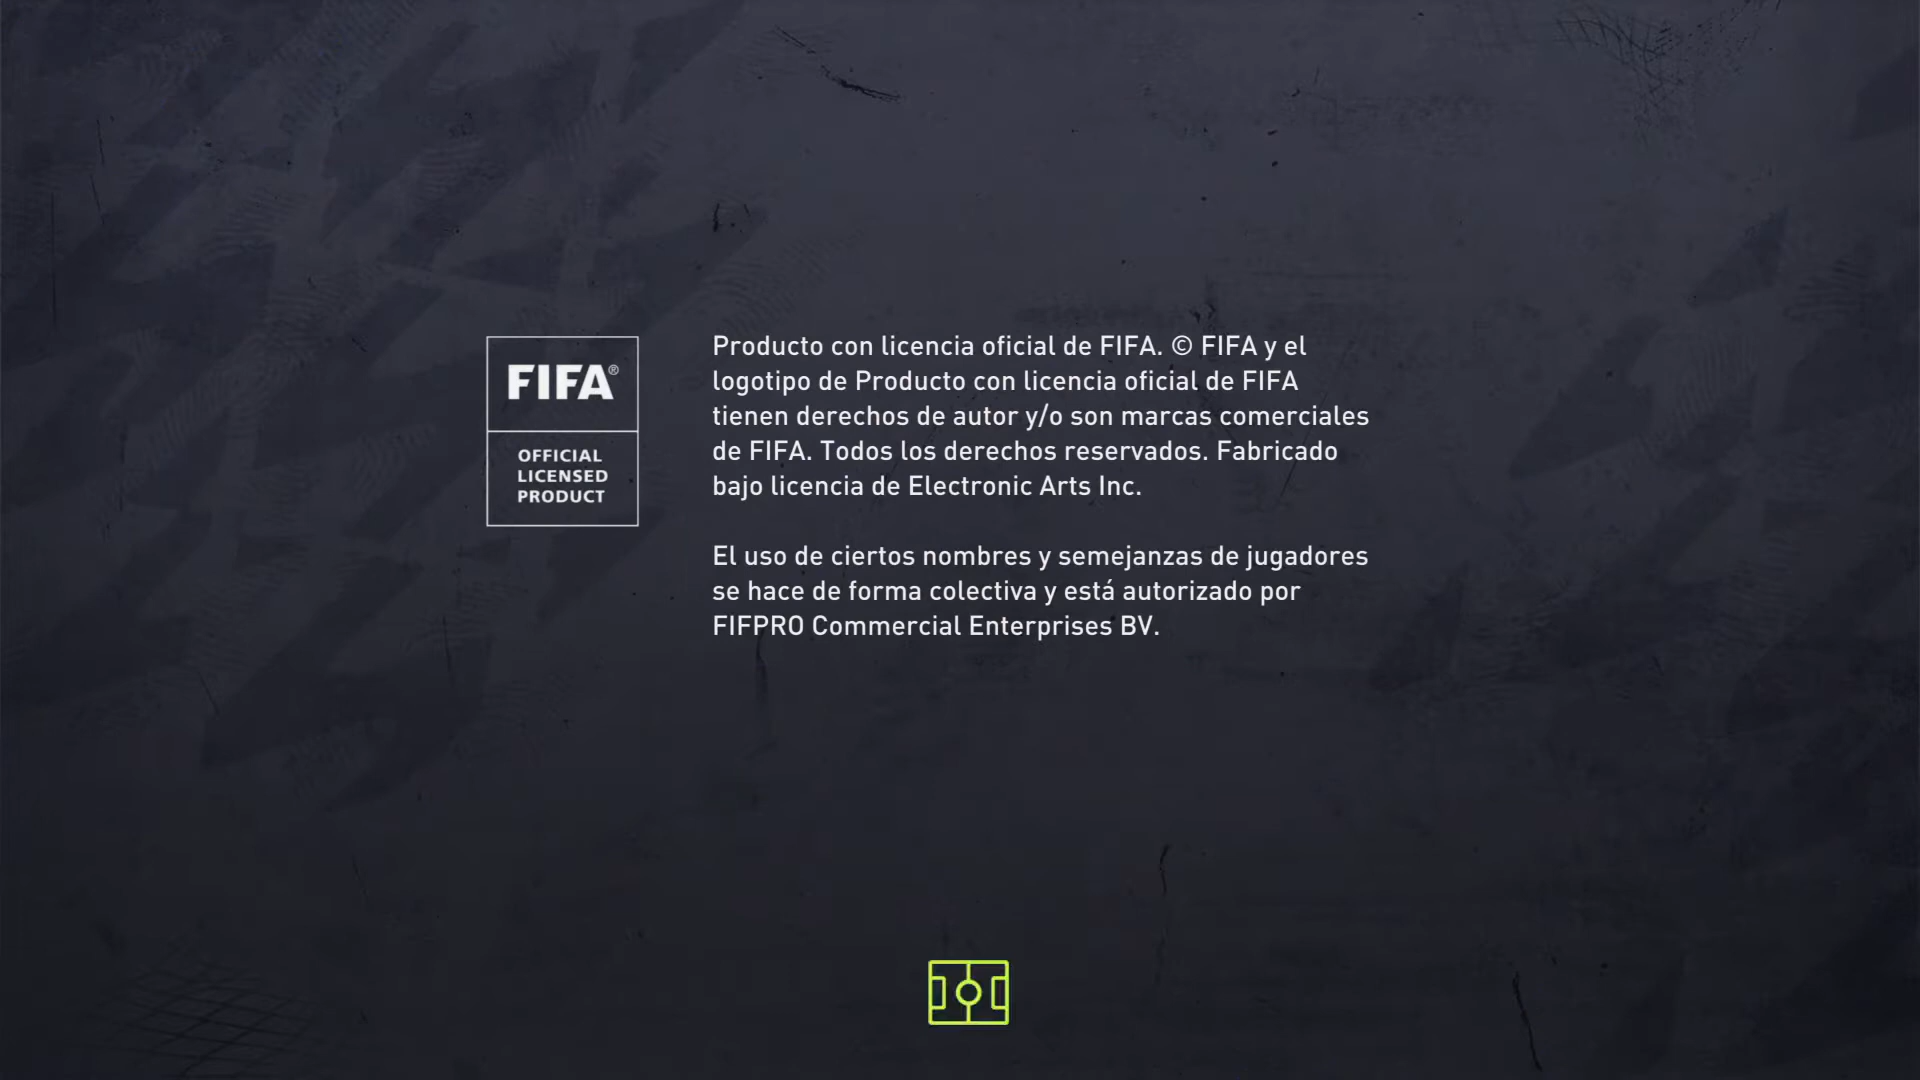 FIFA®
OFFICIAL
LICENSED
PRODUCT
Producto con licencia oficial de FIFA. © FIFA y el
logotipo de Producto con licencia oficial de FIFA
tienen derechos de autor y/o son marcas comerciales
de FIFA. Todos los derechos reservados. Fabricado
bajo licencia de Electronic Arts Inc.
El uso de ciertos nombres y semejanzas de jugadores
se hace de forma colectiva y está autorizado por
FIFPRO Commercial Enterprises BV.